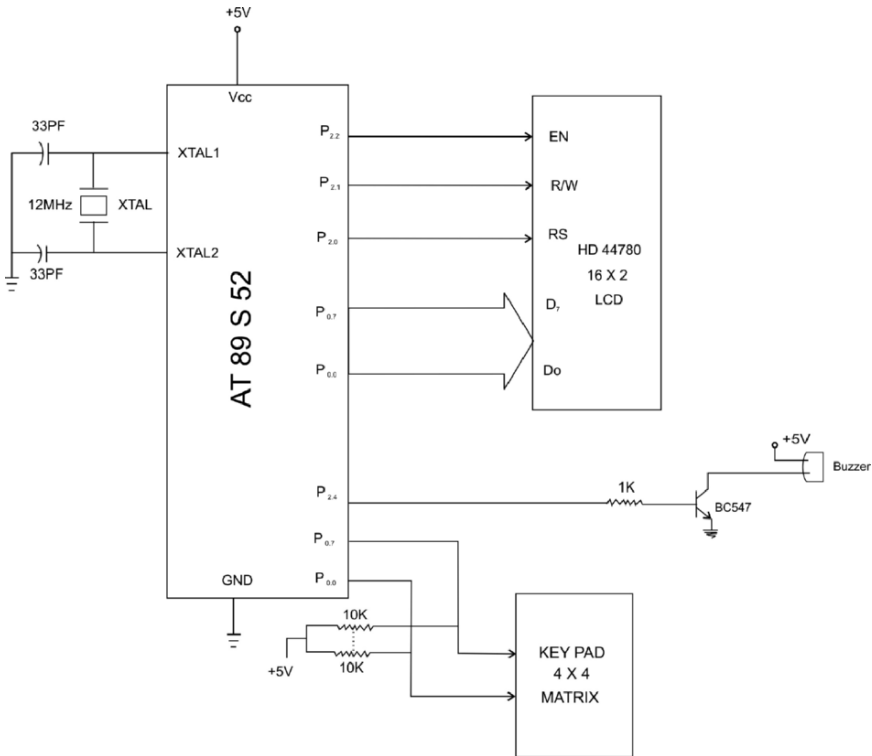 +5V
Vcc
33PF
XTAL1
12MHz
XTAL
XTAL2
33PF
AT 89 S 52
P2.2
P2.1
P2.0
P0.7
P0.0
P2.4
P0.7
P0.0
GND
EN
R/W
RS
HD 44780
16 X 2
LCD
D7
Do
1K
+5V
Buzzer
BC547
10K
10K
+5V
KEY PAD
4 X 4
MATRIX